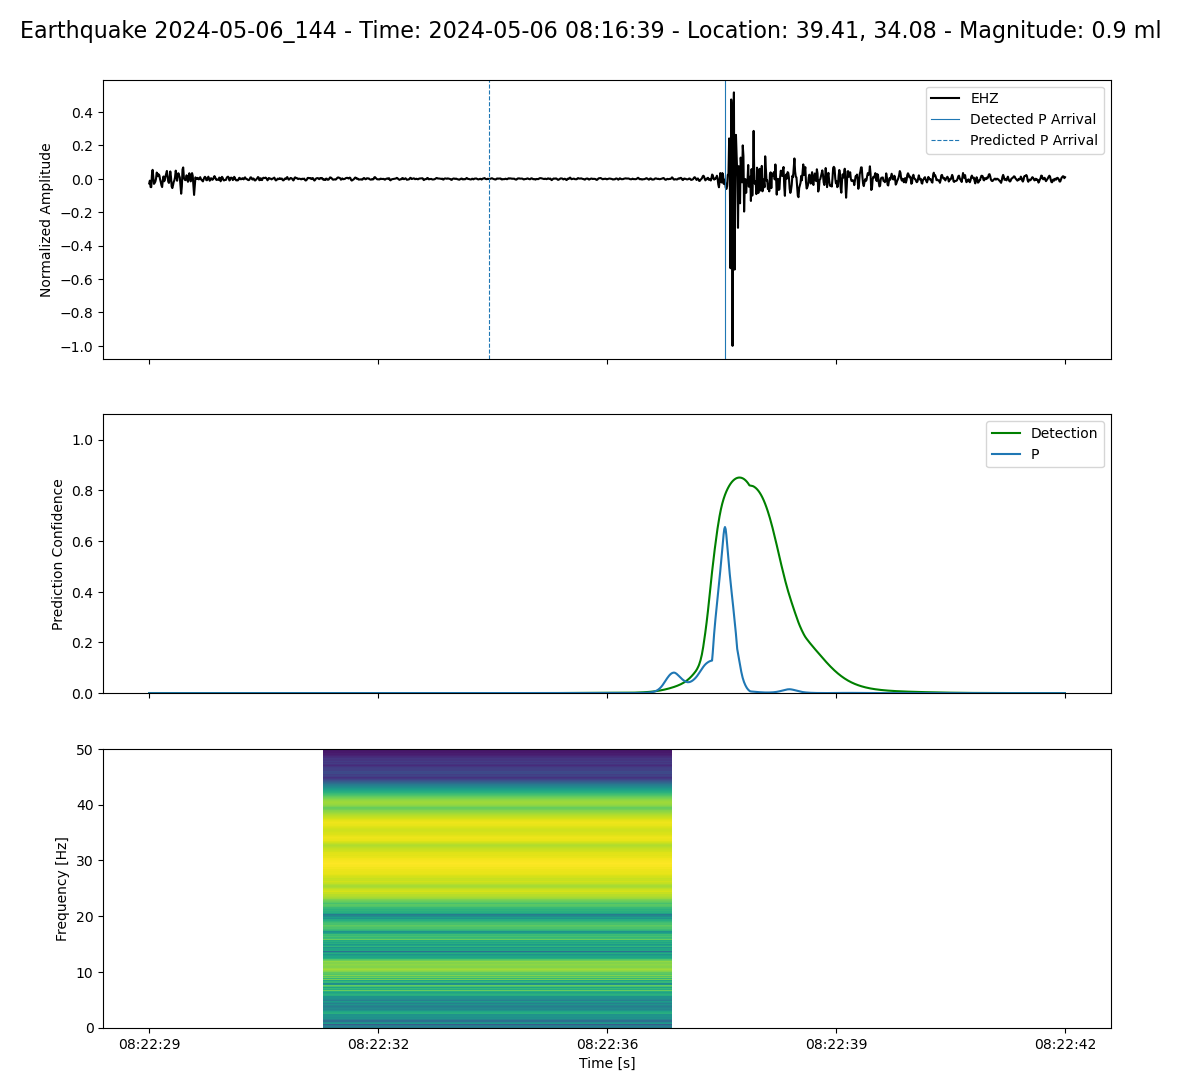 Earthquake 2024-05-06_144 - Time: 2024-05-06 08:16:39 - Location: 39.41, 34.08 - Magnitude: 0.9 ml
EHZ
Detected P Arrival
Predicted P Arrival
0.4
0.2
0.0
−0.2
−0.4
−0.6
−0.8
−1.0
Normalized Amplitude
Detection
P
1.0
0.8
0.6
0.4
0.2
0.0
Prediction Confidence
50
40
30
20
10
0
Frequency [Hz]
08:22:29 08:22:32 08:22:36 08:22:39 08:22:42
Time [s]